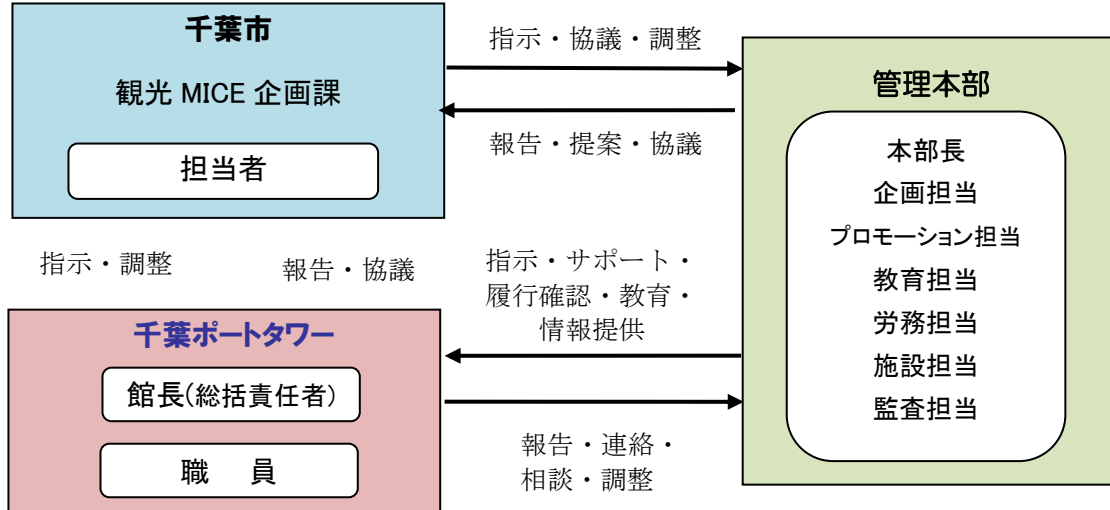 千葉市
観光 MICE 企画課
担当者
指示・協議・調整
報告・提案・協議
管理本部
本部長
企画担当
プロモーション担当
教育担当
労務担当
施設担当
監査担当
指示・調整
報告・協議
指示・サポート・
履行確認・教育・
情報提供
千葉ポートタワー
館長(総括責任者)
職　員
報告・連絡・
相談・調整